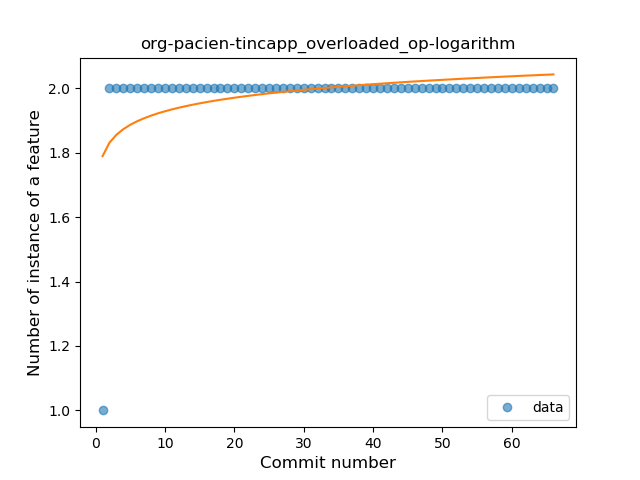 org-pacien-tincapp_overloaded_op-logarithm
Number of instance of a feature
2.0
1.8
1.6
1.4
1.2
1.0
data
0 10 20 30 40 50 60
Commit number